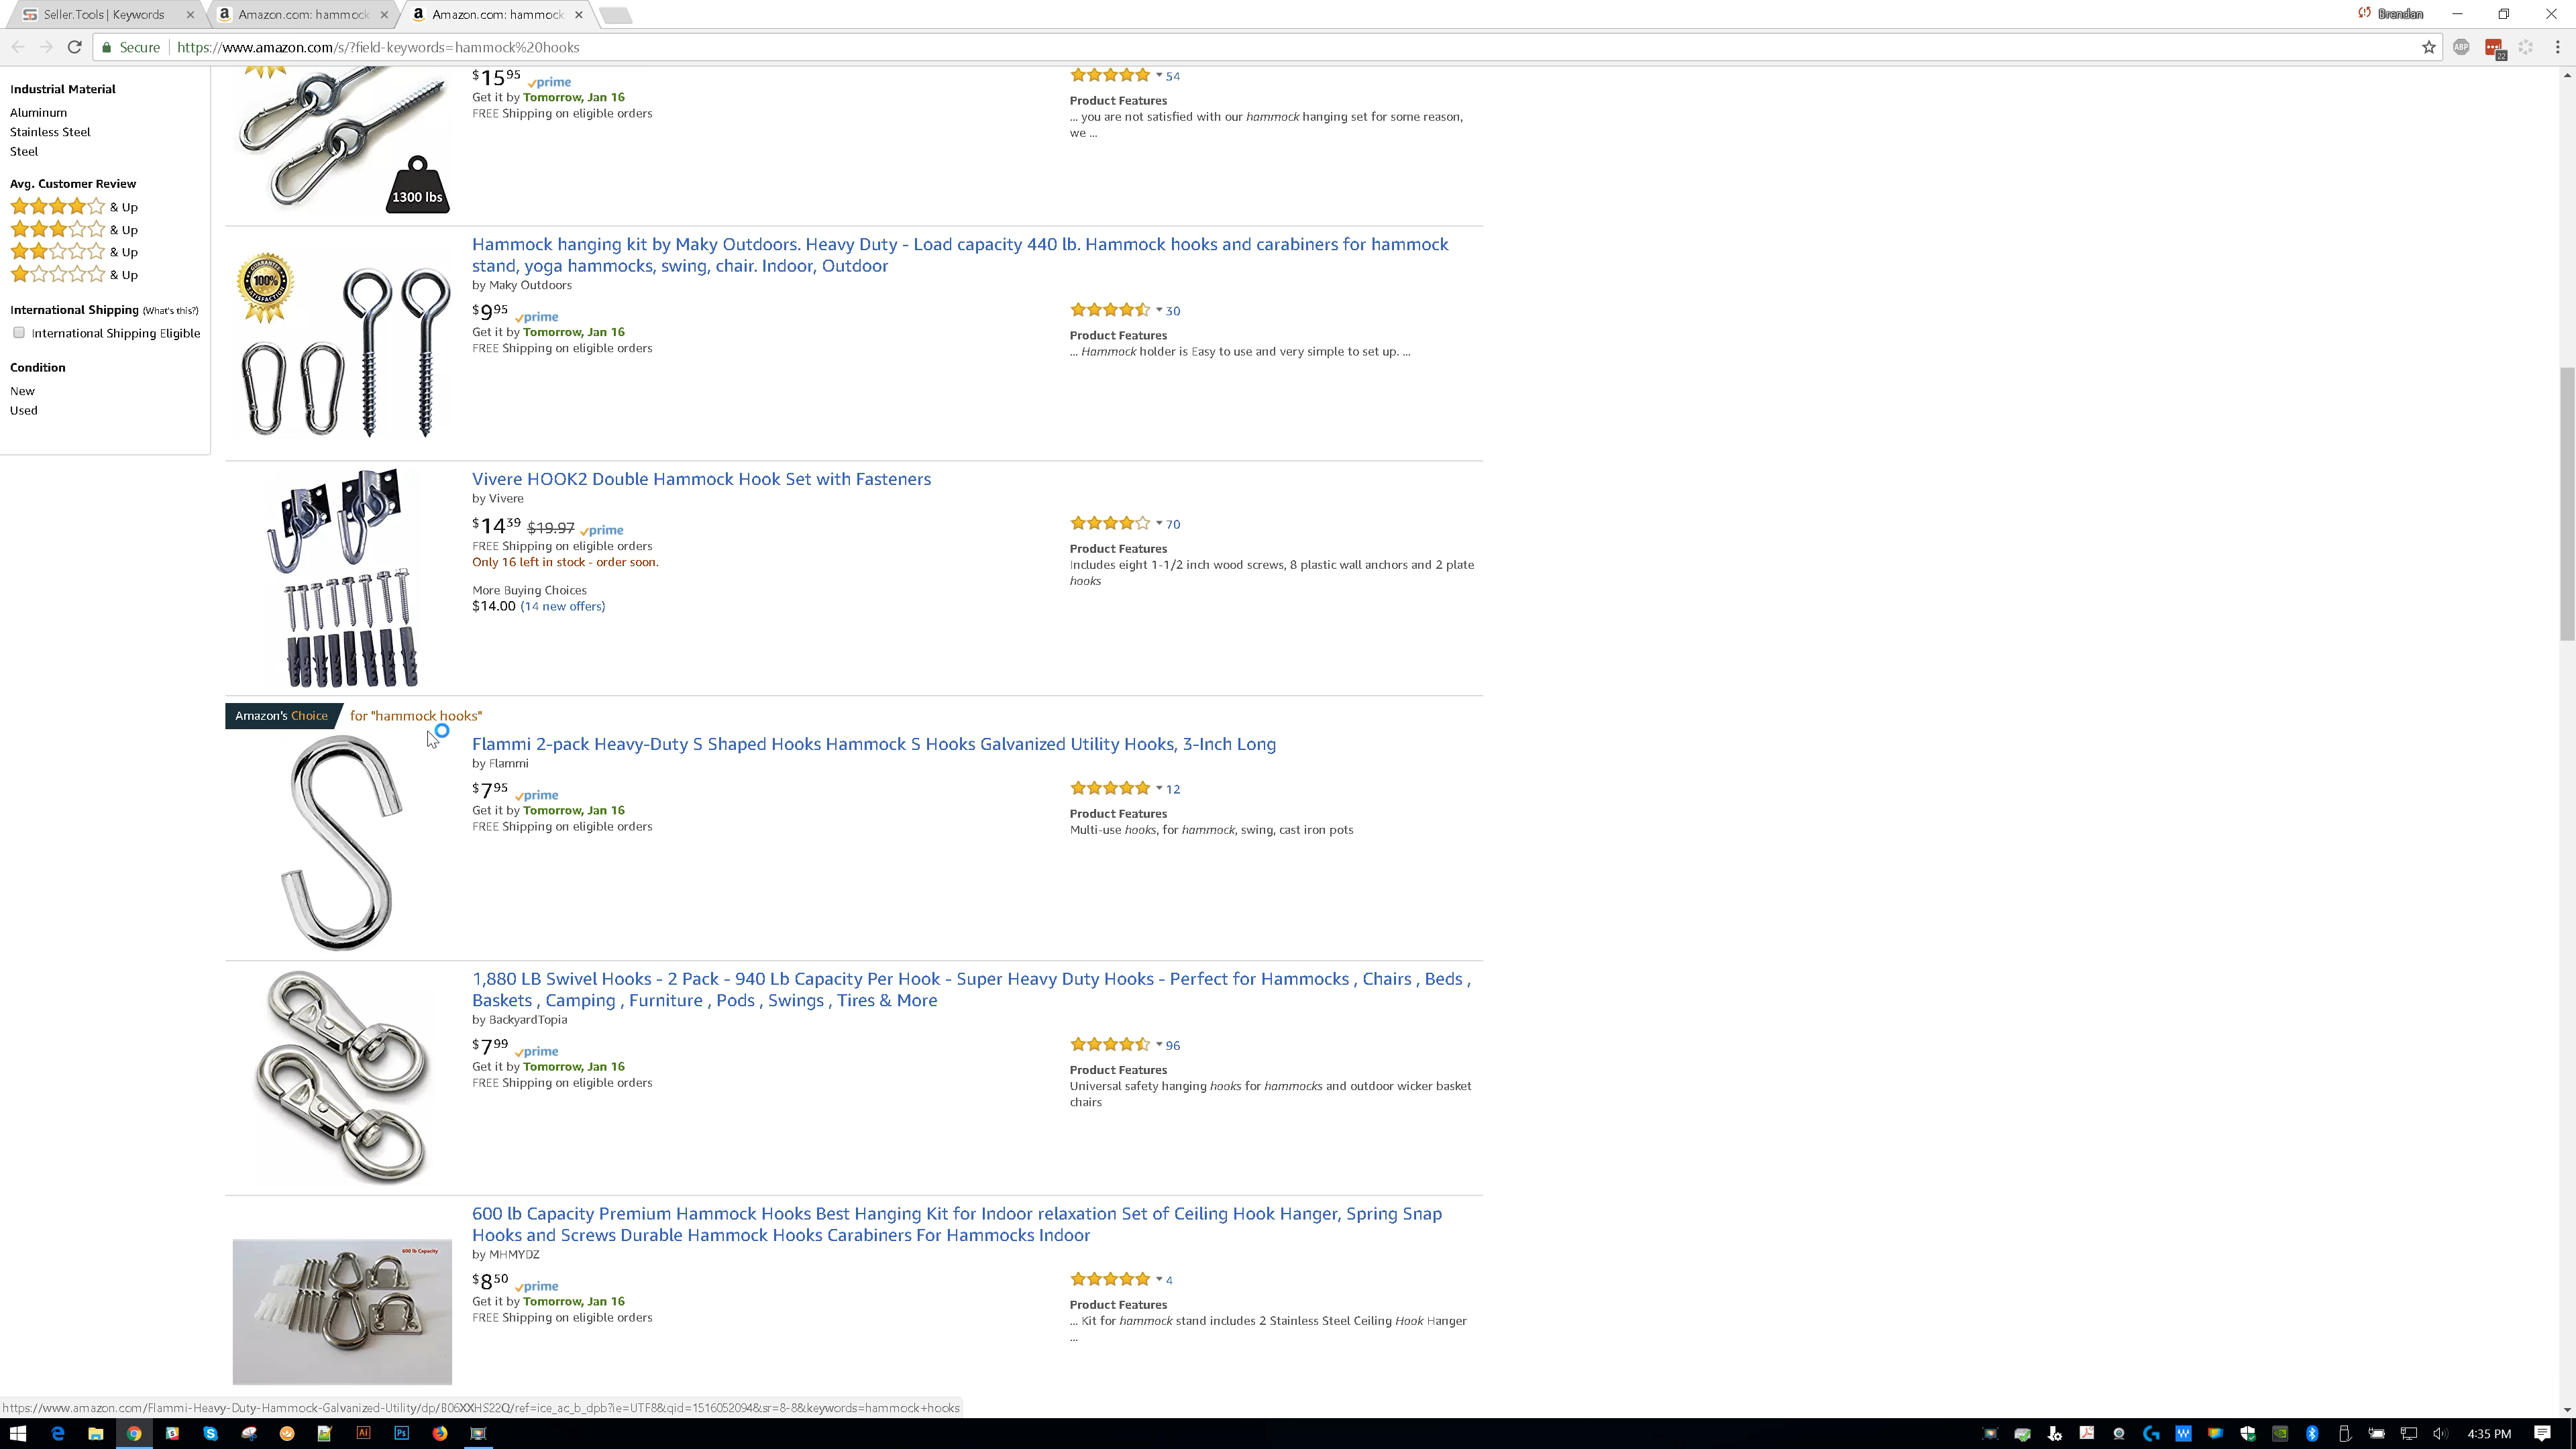 Seller.Tools | Keywords
Amazon.com: hammock
Amazon.com: hammock
Brendan
Secure
https://www.amazon.com/s/?field-keywords=hammock%20hooks
ABP
22
Industrial Material
Aluminum
Stainless Steel
Steel
Avg. Customer Review
& Up
& Up
& Up
& Up
International Shipping (What's this?)
International Shipping Eligible
Condition
New
Used
1300 lbs
$15 95 prime
Get it by Tomorrow, Jan 16
FREE Shipping on eligible orders
54
Product Features
... you are not satisfied with our hammock hanging set for some reason,
we ...
100%
Hammock hanging kit by Maky Outdoors. Heavy Duty - Load capacity 440 lb. Hammock hooks and carabiners for hammock
stand, yoga hammocks, swing, chair. Indoor, Outdoor
by Maky Outdoors
$9 95 prime
Get it by Tomorrow, Jan 16
FREE Shipping on eligible orders
30
Product Features
... Hammock holder is Easy to use and very simple to set up. ...
Vivere HOOK2 Double Hammock Hook Set with Fasteners
by Vivere
$14 39 $19.97 prime
FREE Shipping on eligible orders
Only 16 left in stock - order soon.
More Buying Choices
$14.00 (14 new offers)
70
Product Features
Includes eight 1-1/2 inch wood screws, 8 plastic wall anchors and 2 plate
hooks
Amazon's Choice for "hammock hooks"
Flammi 2-pack Heavy-Duty S Shaped Hooks Hammock S Hooks Galvanized Utility Hooks, 3-Inch Long
by Flammi
$7 95 prime
Get it by Tomorrow, Jan 16
FREE Shipping on eligible orders
12
Product Features
Multi-use hooks, for hammock, swing, cast iron pots
1,880 LB Swivel Hooks - 2 Pack - 940 Lb Capacity Per Hook - Super Heavy Duty Hooks - Perfect for Hammocks , Chairs , Beds ,
Baskets , Camping , Furniture , Pods , Swings , Tires & More
by BackyardTopia
$7 99 prime
Get it by Tomorrow, Jan 16
FREE Shipping on eligible orders
96
Product Features
Universal safety hanging hooks for hammocks and outdoor wicker basket
chairs
600 lb Capacity
600 lb Capacity Premium Hammock Hooks Best Hanging Kit for Indoor relaxation Set of Ceiling Hook Hanger, Spring Snap
Hooks and Screws Durable Hammock Hooks Carabiners For Hammocks Indoor
by MHMYDZ
$8 50 prime
Get it by Tomorrow, Jan 16
FREE Shipping on eligible orders
4
Product Features
... Kit for hammock stand includes 2 Stainless Steel Ceiling Hook Hanger
...
https://www.amazon.com/Flammi-Heavy-Duty-Hammock-Galvanized-Utility/dp/B06XXHS22Q/ref=ice_ac_b_dpb?ie=UTF8&qid=1516052094&sr=8-8&keywords=hammock+hooks
Ai
Ps
4:35 PM